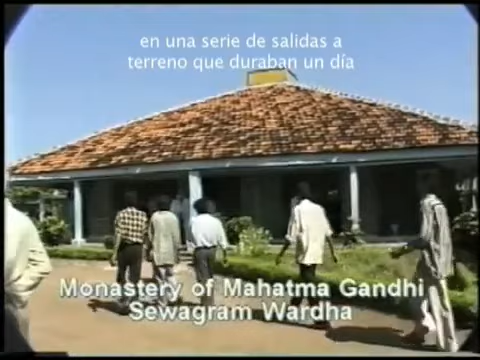 en una serie de salidas a
terreno que duraban un día
Monastery of Mahatma Gandhi
Sewagram Wardha